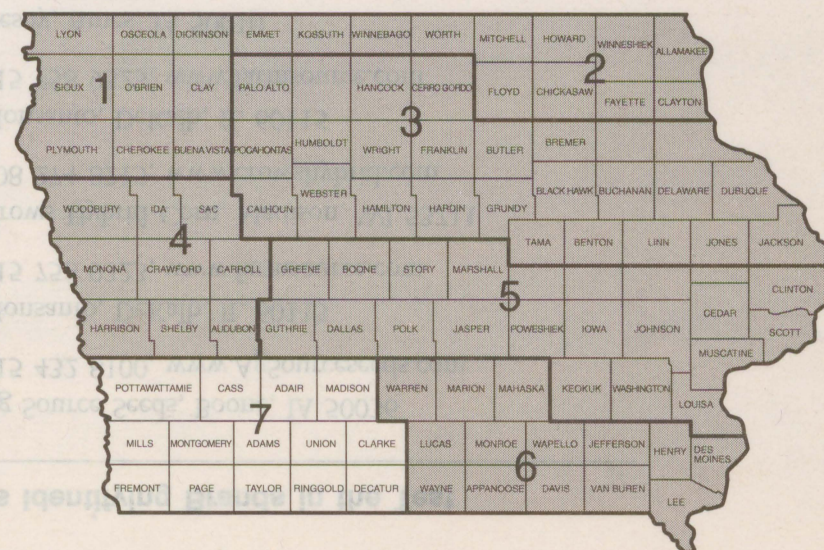 LYON OSCEOLA DICKINSON EMMET KOSSUTH WINNEBAGO WORTH MITCHELL HOWARD WINNESHIEK ALLAMAKEE
1 2
SIOUX O'BRIEN CLAY PALO ALTO HANCOCK CERRO GORDO FLOYD CHICKASAW FAYETTE CLAYTON
3
PLYMOUTH CHEROKEE BUENA VISTA POCAHONTAS HUMBOLDT WRIGHT FRANKLIN BUTLER BREMER
WOODBURY IDA SAC CALHOUN WEBSTER HAMILTON HARDIN GRUNDY BLACK HAWK BUCHANAN DELAWARE DUBUQUE
4
TAMA BENTON LINN JONES JACKSON
MONONA CRAWFORD CARROLL GREENE BOONE STORY MARSHALL
5
CLINTON
CEDAR
HARRISON SHELBY AUDUBON GUTHRIE DALLAS POLK JASPER POWESHIEK IOWA JOHNSON SCOTT
MUSCATINE
POTTAWATTAMIE CASS ADAIR MADISON WARREN MARION MAHASKA KEOKUK WASHINGTON
LOUISA
7
MILLS MONTGOMERY ADAMS UNION CLARKE LUCAS MONROE WAPELLO JEFFERSON HENRY DES MOINES
6
FREMONT PAGE TAYLOR RINGGOLD DECATUR WAYNE APPANOOSE DAVIS VAN BUREN
LEE